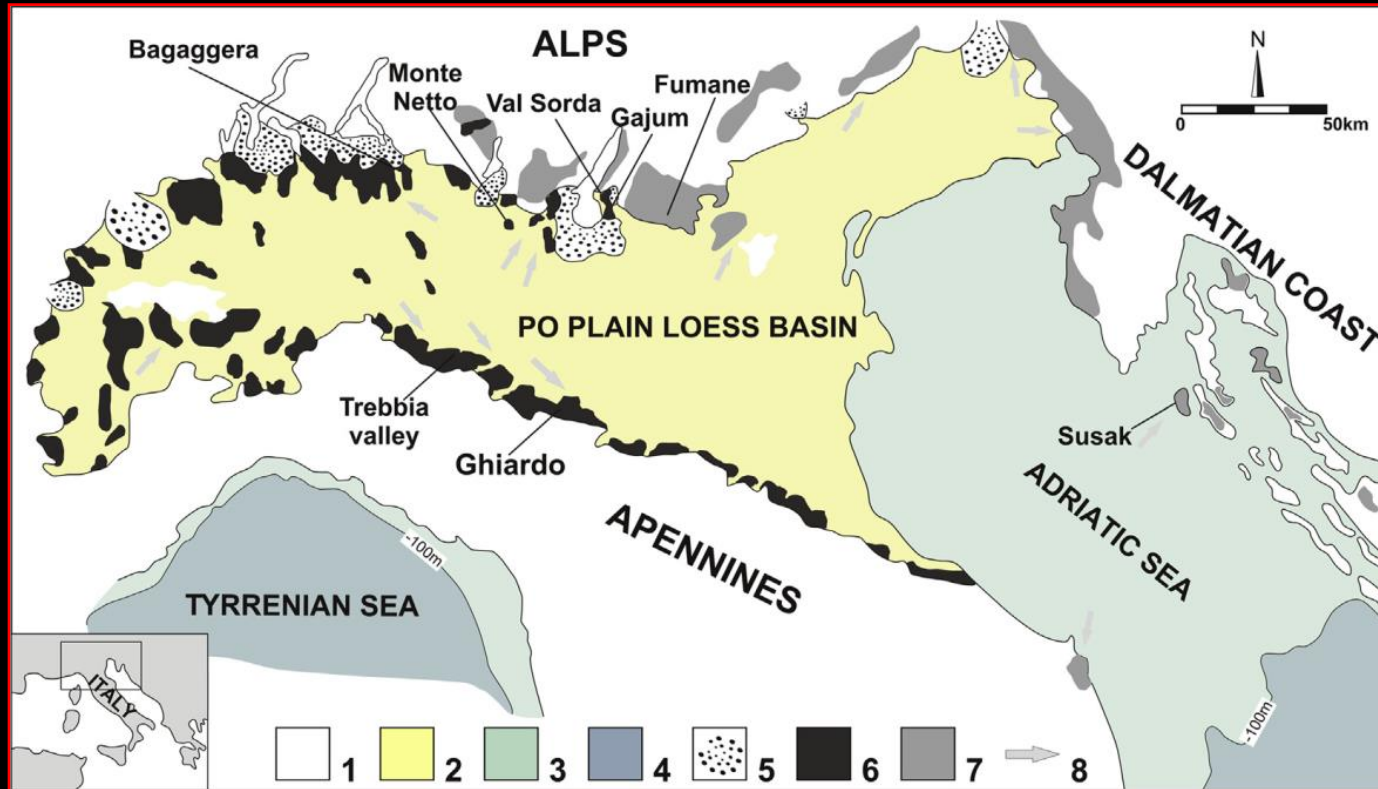 ALPS
Bagaggera
Monte
Netto
Val Sorda
Gajum
Fumane
N
0 50km
DALMATIAN COAST
PO PLAIN LOESS BASIN
Trebbia
valley
Ghiardo
Susak
ADRIATIC SEA
APENNINES
-100m
TYRRENIAN SEA
-100m
ITALY
1 2 3 4 5 6 7 8